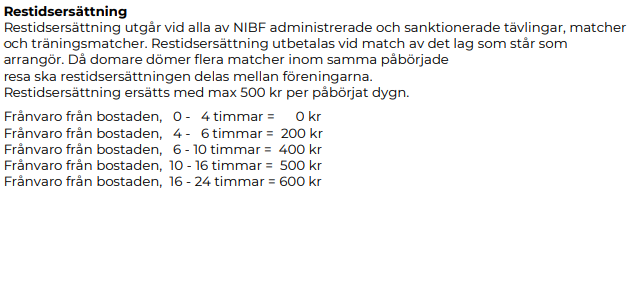 Restidsersättning
Restidsersättning utgår vid alla av NIBF administrerade och sanktionerade tävlingar, matcher
och träningsmatcher. Restidsersättning utbetalas vid match av det lag som står som
arrangör. Då domare dömer flera matcher inom samma påbörjade
resa ska restidsersättningen delas mellan föreningarna.
Restidsersättning ersätts med max 500 kr per påbörjat dygn.
Frånvaro från bostaden, 0 - 4 timmar = 0 kr
Frånvaro från bostaden, 4 - 6 timmar = 200 kr
Frånvaro från bostaden, 6 - 10 timmar = 400 kr
Frånvaro från bostaden, 10 - 16 timmar = 500 kr
Frånvaro från bostaden, 16 - 24 timmar = 600 kr